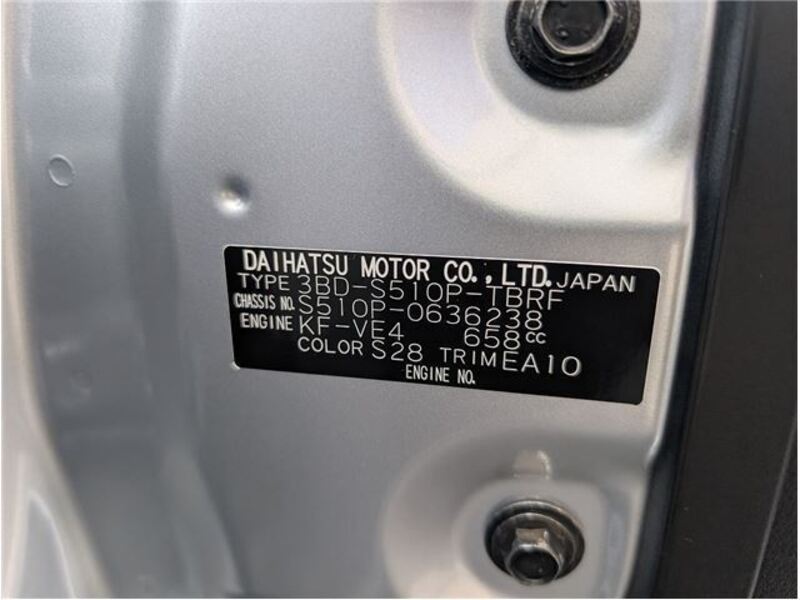 DAIHATSU MOTOR CO.,LTD. JAPAN
TYPE 3BD-S510P-TBRF
CHASSIS NO. S510P-0636238
ENGINE KF-VE4 658cc
COLOR S28 TRIM EA10
ENGINE NO.